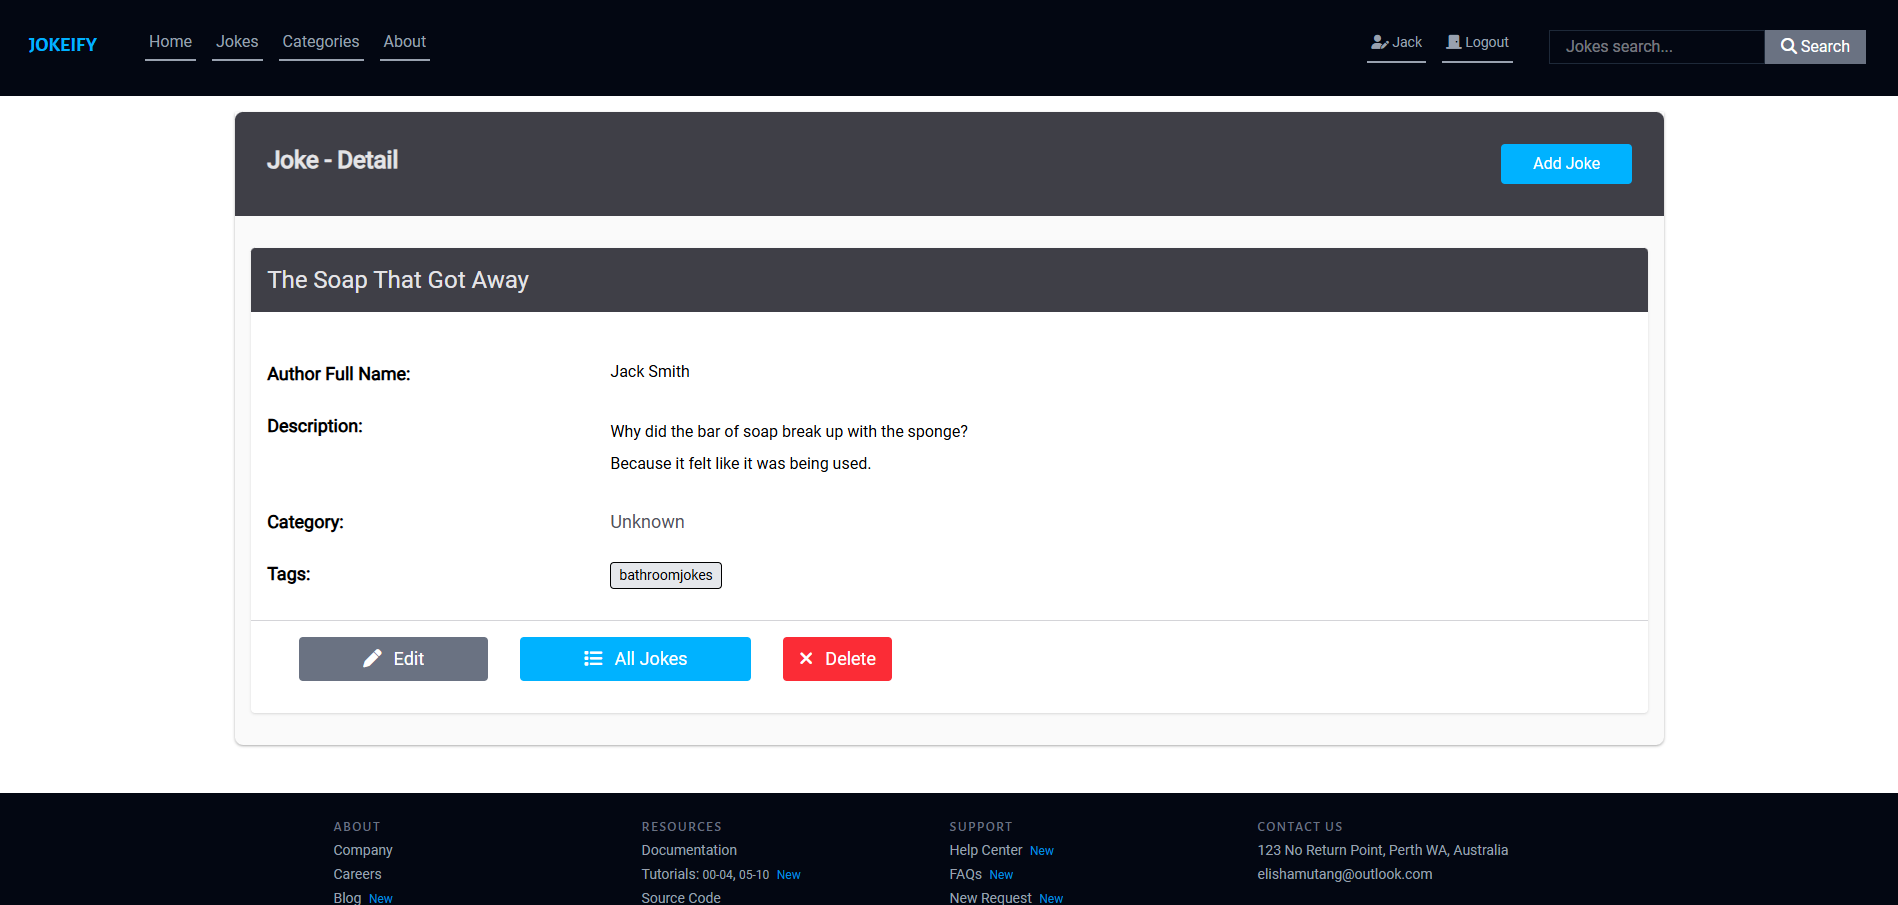 JOKEIFY
Home Jokes Categories About
Jack Logout
Jokes search... Search
Joke - Detail
Add Joke
The Soap That Got Away
Author Full Name: Jack Smith
Description: Why did the bar of soap break up with the sponge?
Because it felt like it was being used.
Category: Unknown
Tags: bathroomjokes
Edit All Jokes Delete
ABOUT
Company
Careers
Blog New
RESOURCES
Documentation
Tutorials: 00-04, 05-10 New
Source Code
SUPPORT
Help Center New
FAQs New
New Request New
CONTACT US
123 No Return Point, Perth WA, Australia
elishamutang@outlook.com